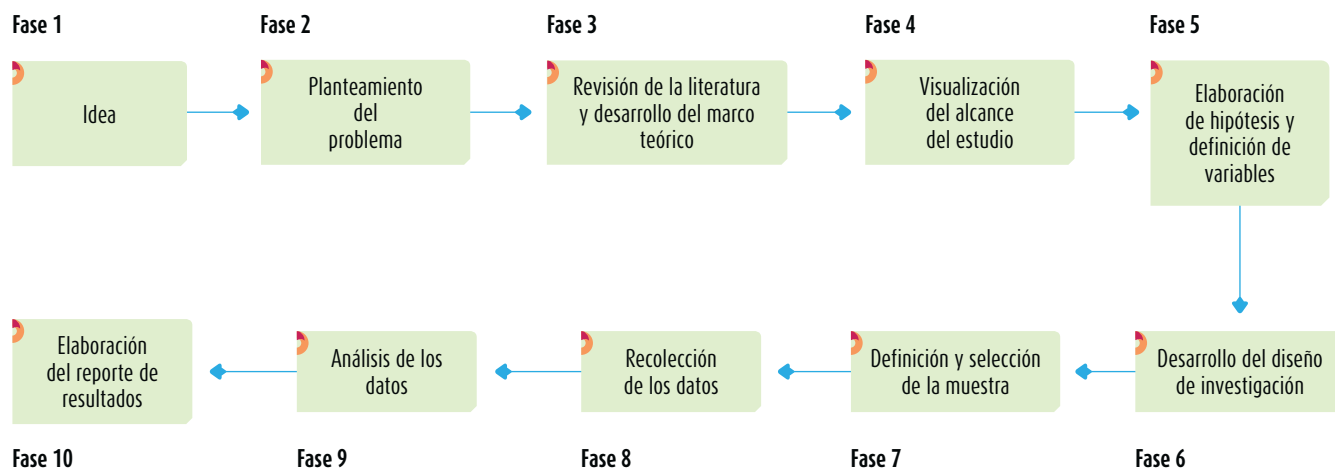 Fase 1
Idea
Fase 2
Planteamiento
del
problema
Fase 3
Revisión de la literatura
y desarrollo del marco
teórico
Fase 4
Visualización
del alcance
del estudio
Fase 5
Elaboración
de hipótesis y
definición de
variables
Desarrollo del diseño
de investigación
Fase 6
Definición y selección
de la muestra
Fase 7
Recolección
de los datos
Fase 8
Análisis de los
datos
Fase 9
Elaboración
del reporte de
resultados
Fase 10